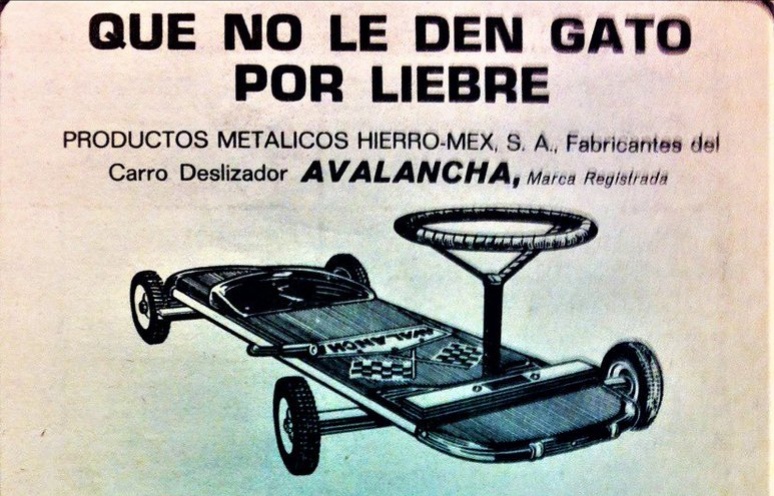 QUE NO LE DEN GATO
POR LIEBRE
PRODUCTOS METALICOS HIERRO-MEX, S. A., Fabricantes del
Carro Deslizador AVALANCHA, Marca Registrada
AVALANCHA